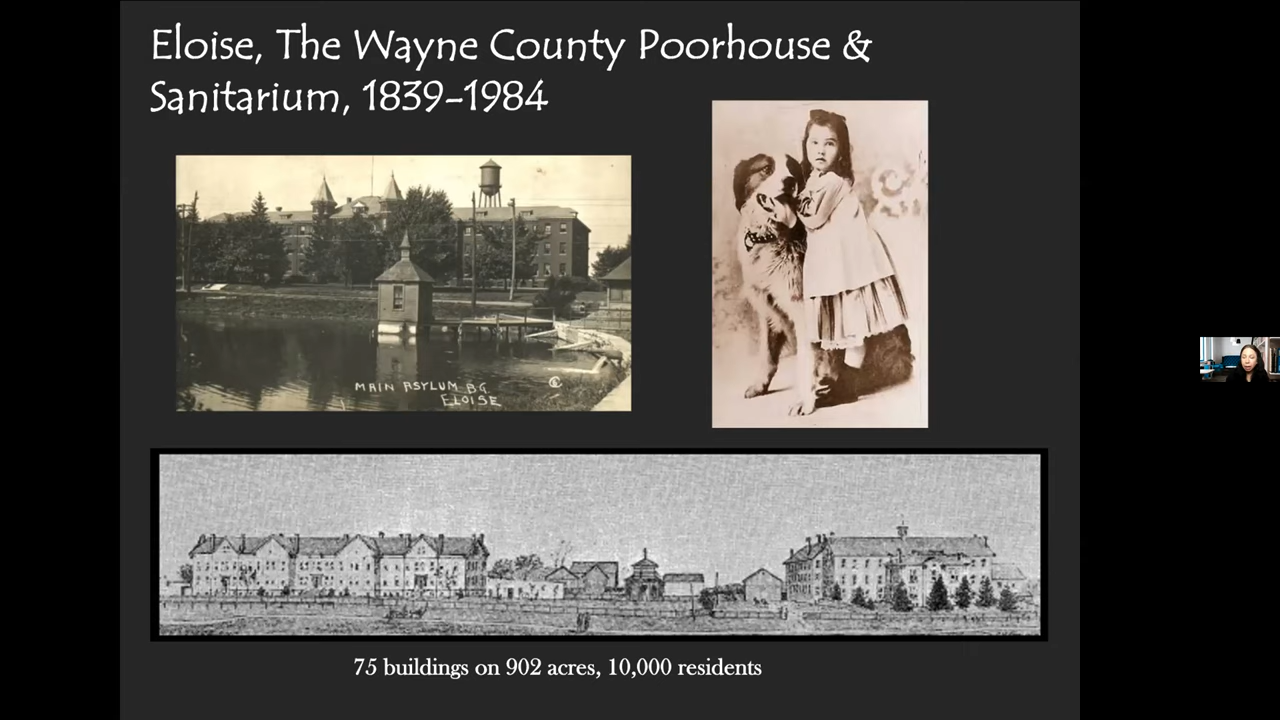 Eloise, The Wayne County Poorhouse &
Sanitarium, 1839-1984
MAIN ASYLUM BG
ELOISE
75 buildings on 902 acres, 10,000 residents